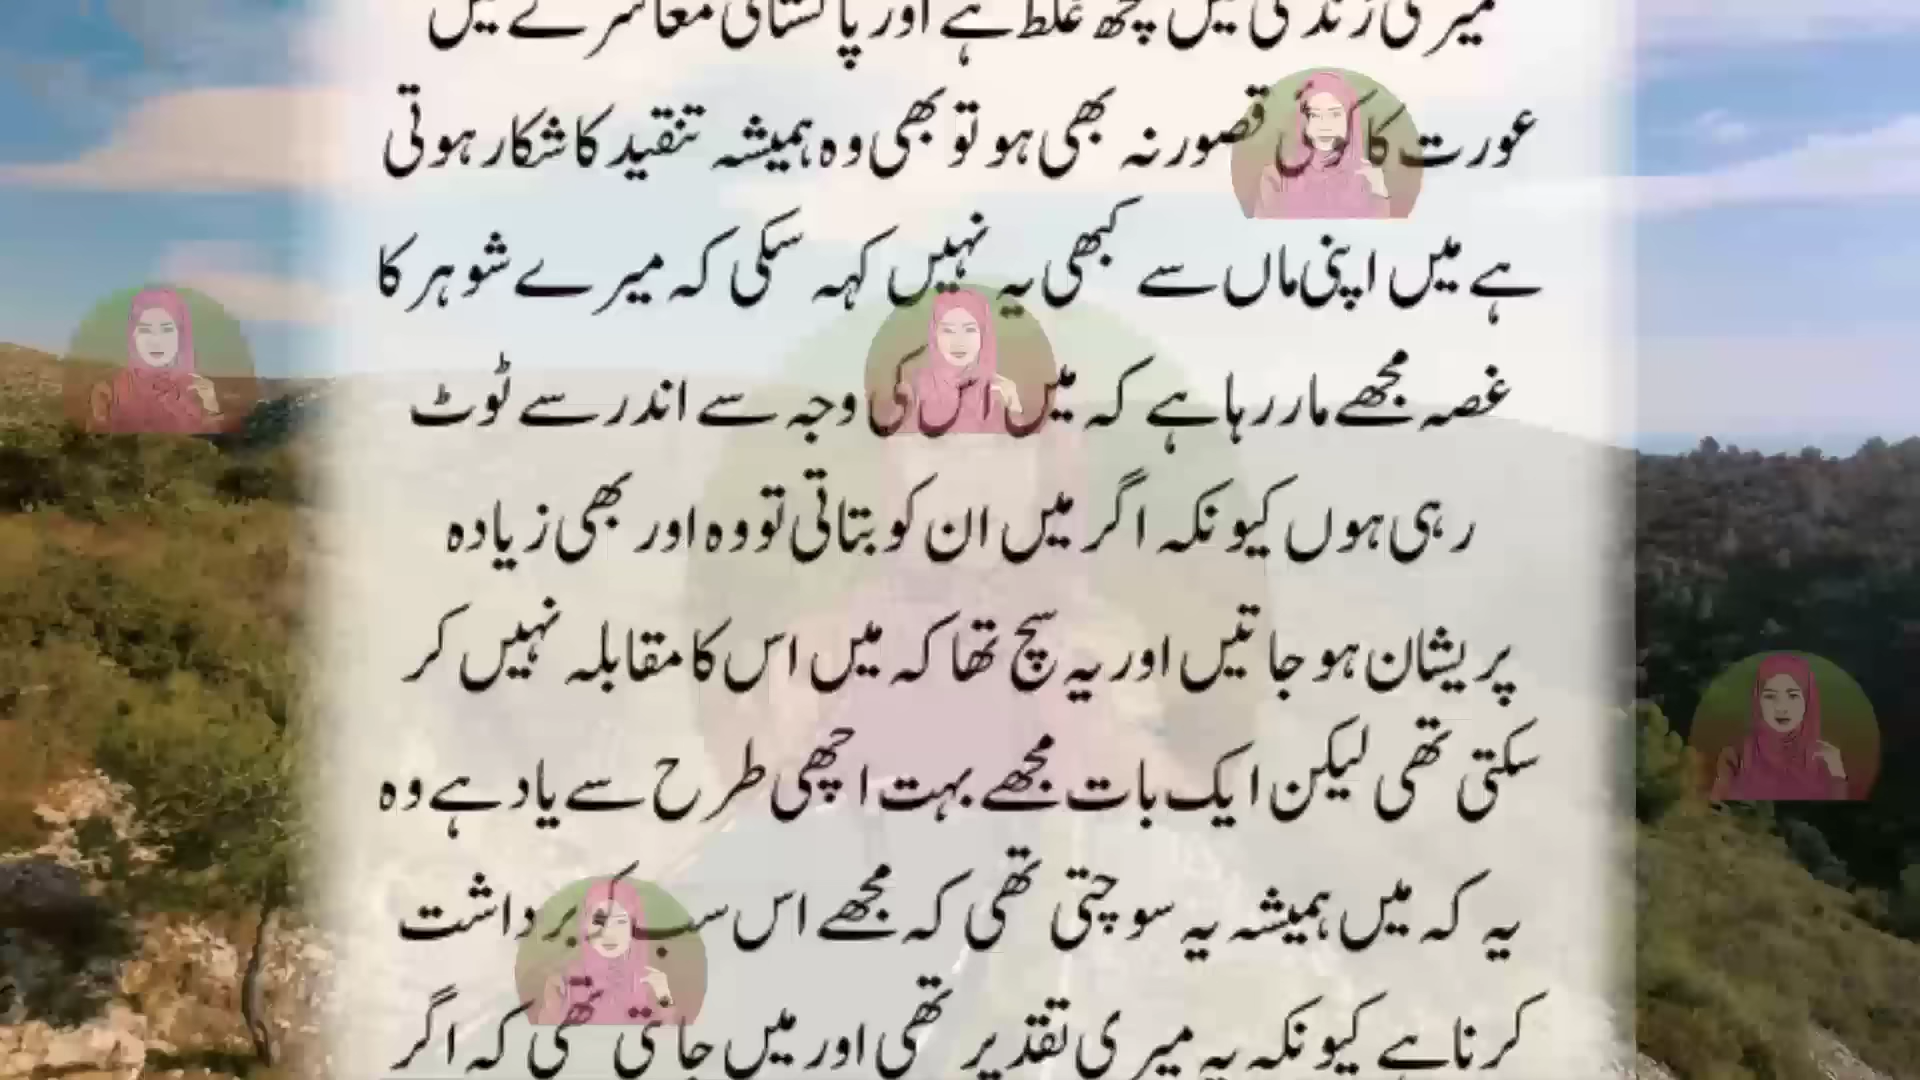 میری زندگی میں کچھ غلط ہے اور پاکستانی معاشرے میں
عورت کا کوئی قصور نہ بھی ہو تو بھی وہ ہمیشہ تنقید کا شکار ہوتی
ہے میں اپنی ماں سے کبھی یہ نہیں کہہ سکی کہ میرے شوہر کا
غصہ مجھے مار رہا ہے کہ میں اس کی وجہ سے اندر سے ٹوٹ
رہی ہوں کیونکہ اگر میں ان کو بتاتی تو وہ اور بھی زیادہ
پریشان ہو جاتیں اور یہ سچ تھا کہ میں اس کا مقابلہ نہیں کر
سکتی تھی لیکن ایک بات مجھے بہت اچھی طرح سے یاد ہے وہ
یہ کہ میں ہمیشہ یہ سوچتی تھی کہ مجھے اس سب کو برداشت
کرنا ہے کیونکہ یہ میری تقدیر تھی اور میں جانتی تھی کہ اگر